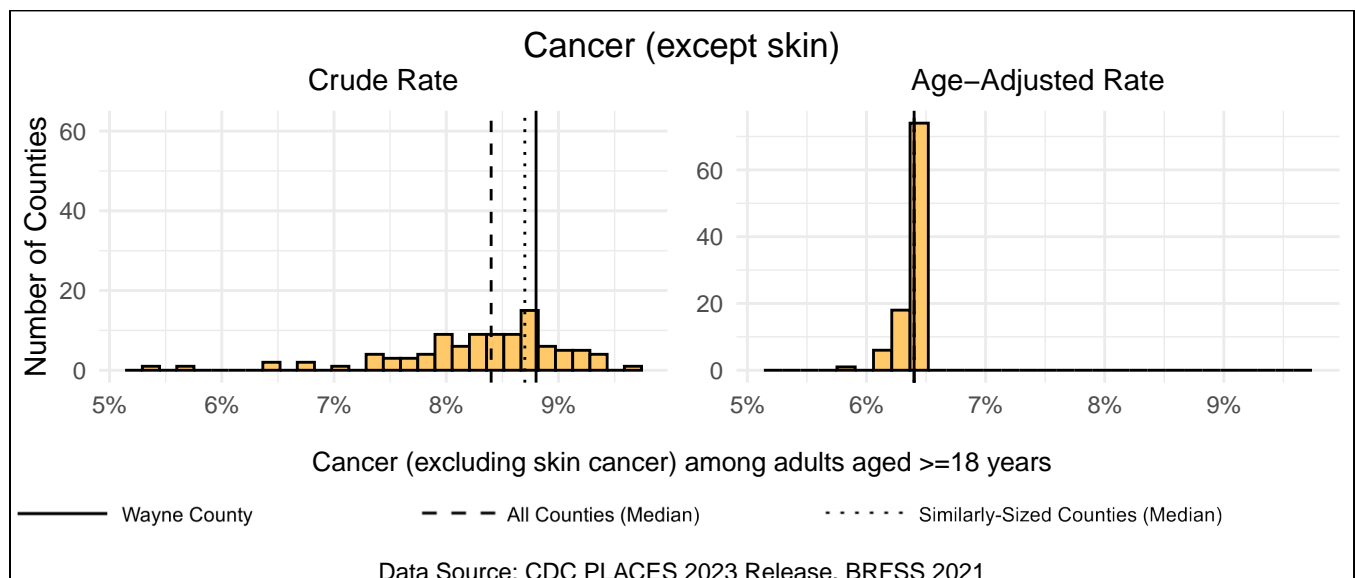 Cancer (except skin)
Crude Rate
Age−Adjusted Rate
Number of Counties
60
40
20
0
5%
6%
7%
8%
9%
60
40
20
0
5%
6%
7%
8%
9%
Cancer (excluding skin cancer) among adults aged >=18 years
Wayne County
All Counties (Median)
Similarly-Sized Counties (Median)
Data Source: CDC PLACES 2023 Release, BRFSS 2021